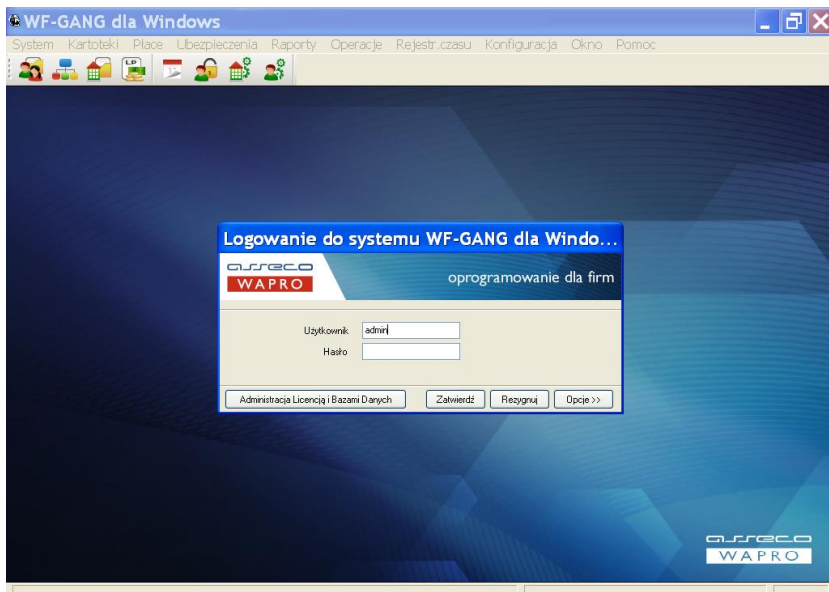 WF-GANG dla Windows
System Kartoteki Płace Ubezpieczenia Raporty Operacje Rejestr.czasu Konfiguracja Okno Pomoc
LP
Logowanie do systemu WF-GANG dla Windo...
asseco
WAPRO
oprogramowanie dla firm
Użytkownik admin
Hasło
Administracja Licencją i Bazami Danych Zatwierdź Rezygnuj Opcje >>
asseco
WAPRO